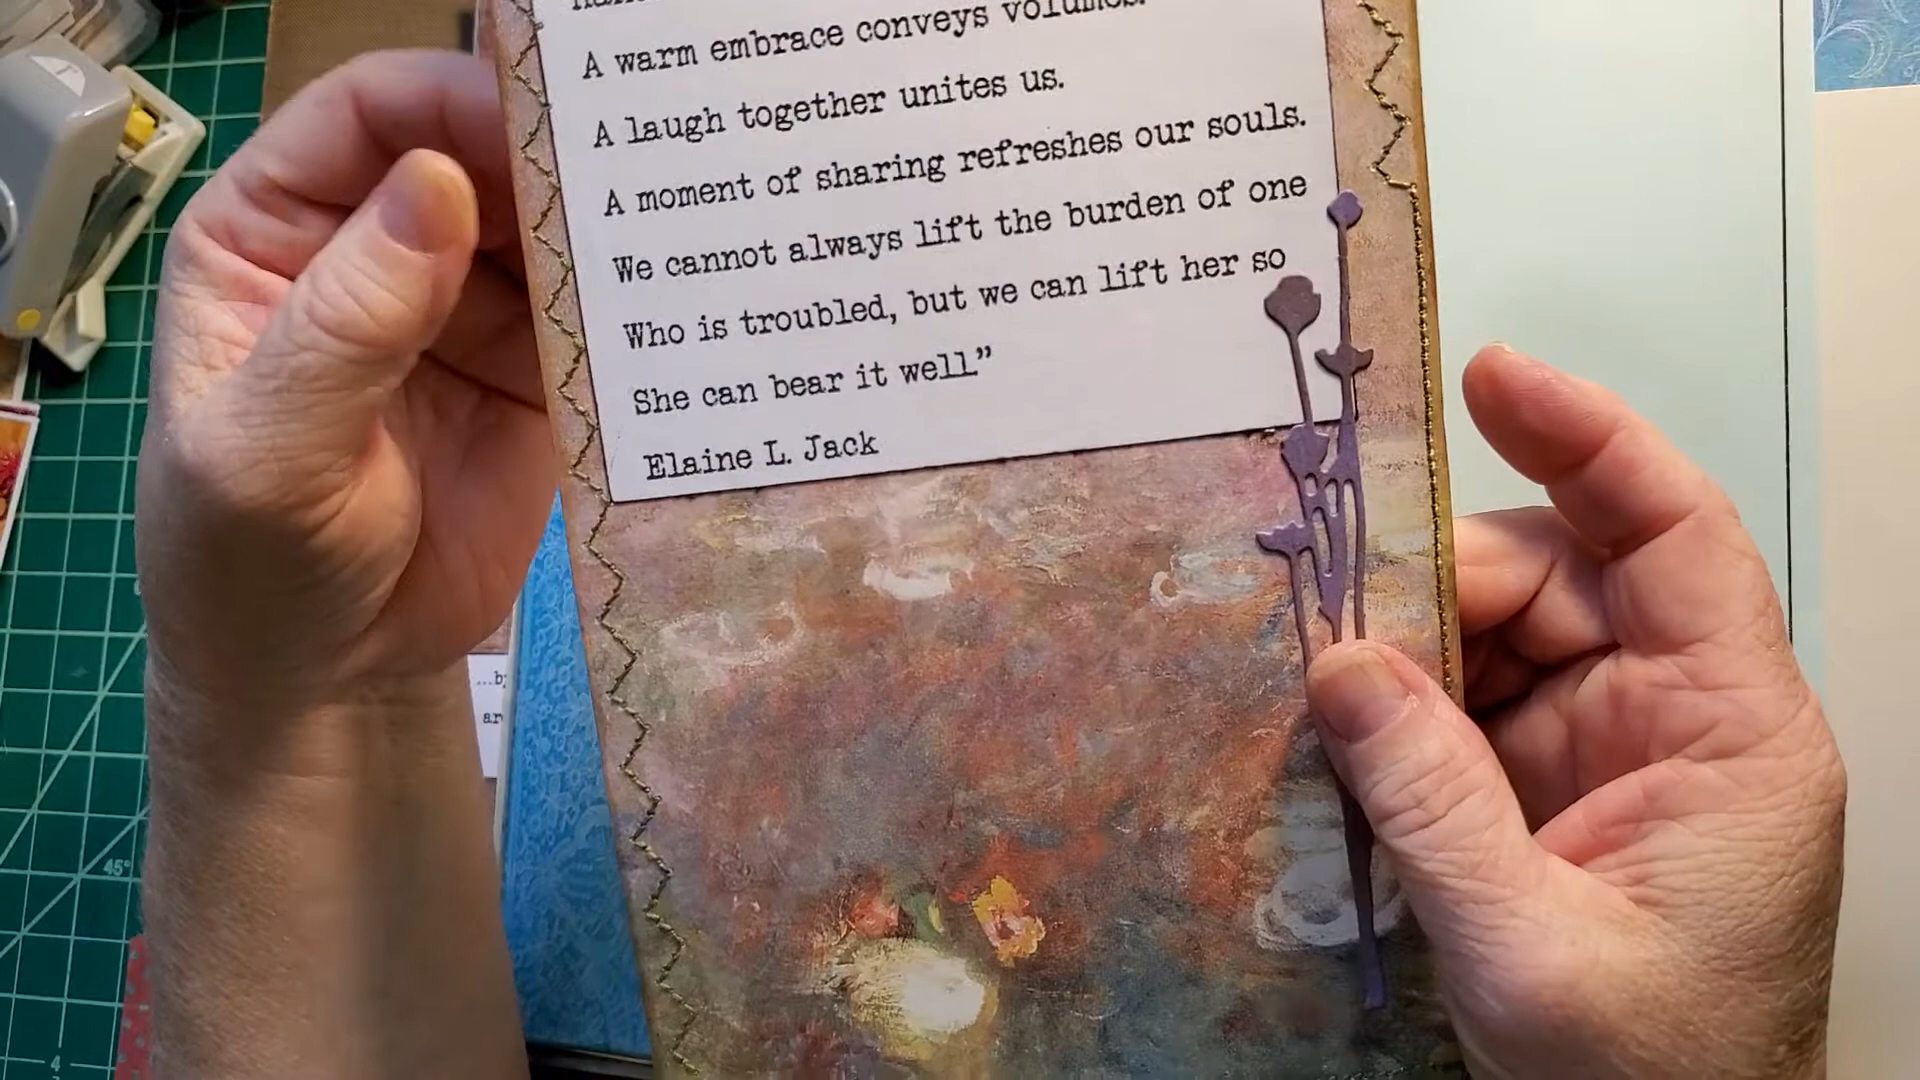 A warm embrace conveys volumes.
A laugh together unites us.
A moment of sharing refreshes our souls.
We cannot always lift the burden of one
Who is troubled, but we can lift her so
She can bear it well”
Elaine L. Jack
45°
4